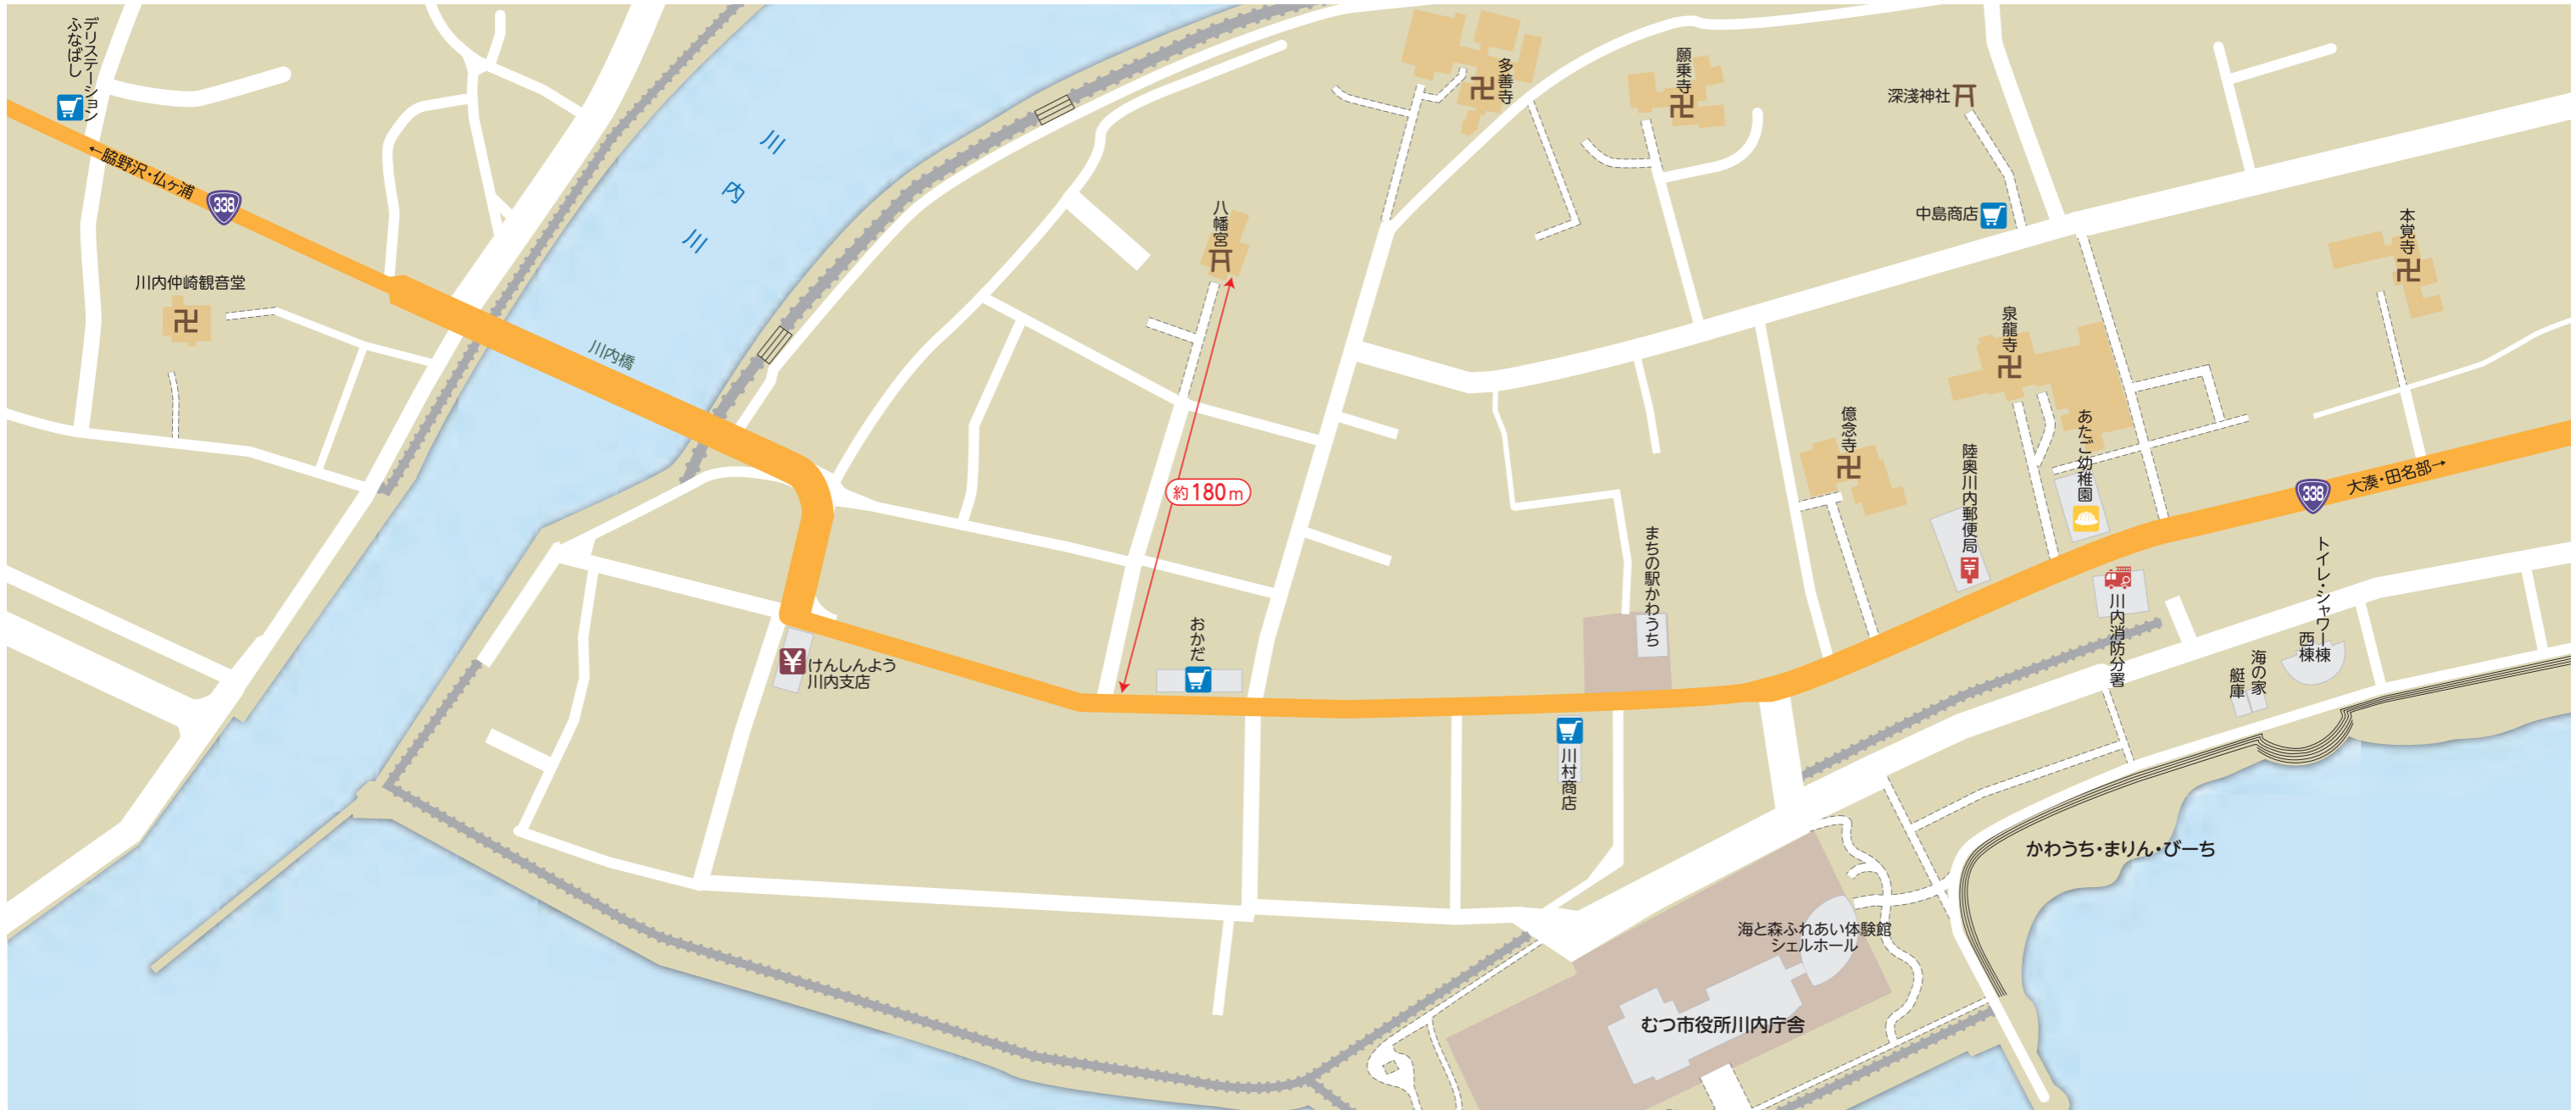 デリステーション
ふなばし
←脇野沢・仏ヶ浦
338
川内仲崎観音堂
川内川
川内橋
八幡宮
約180m
多善寺
願乗寺
深淺神社
中島商店
本覚寺
泉龍寺
億念寺
陸奥川内郵便局
あたご幼稚園
338
大湊・田名部→
けんしんよう
川内支店
おかだ
まちの駅かわうち
川村商店
川内消防分署
トイレ・シャワー棟
西棟
海の家
艇庫
かわうち・まりん・びーち
海と森ふれあい体験館
シェルホール
むつ市役所川内庁舎